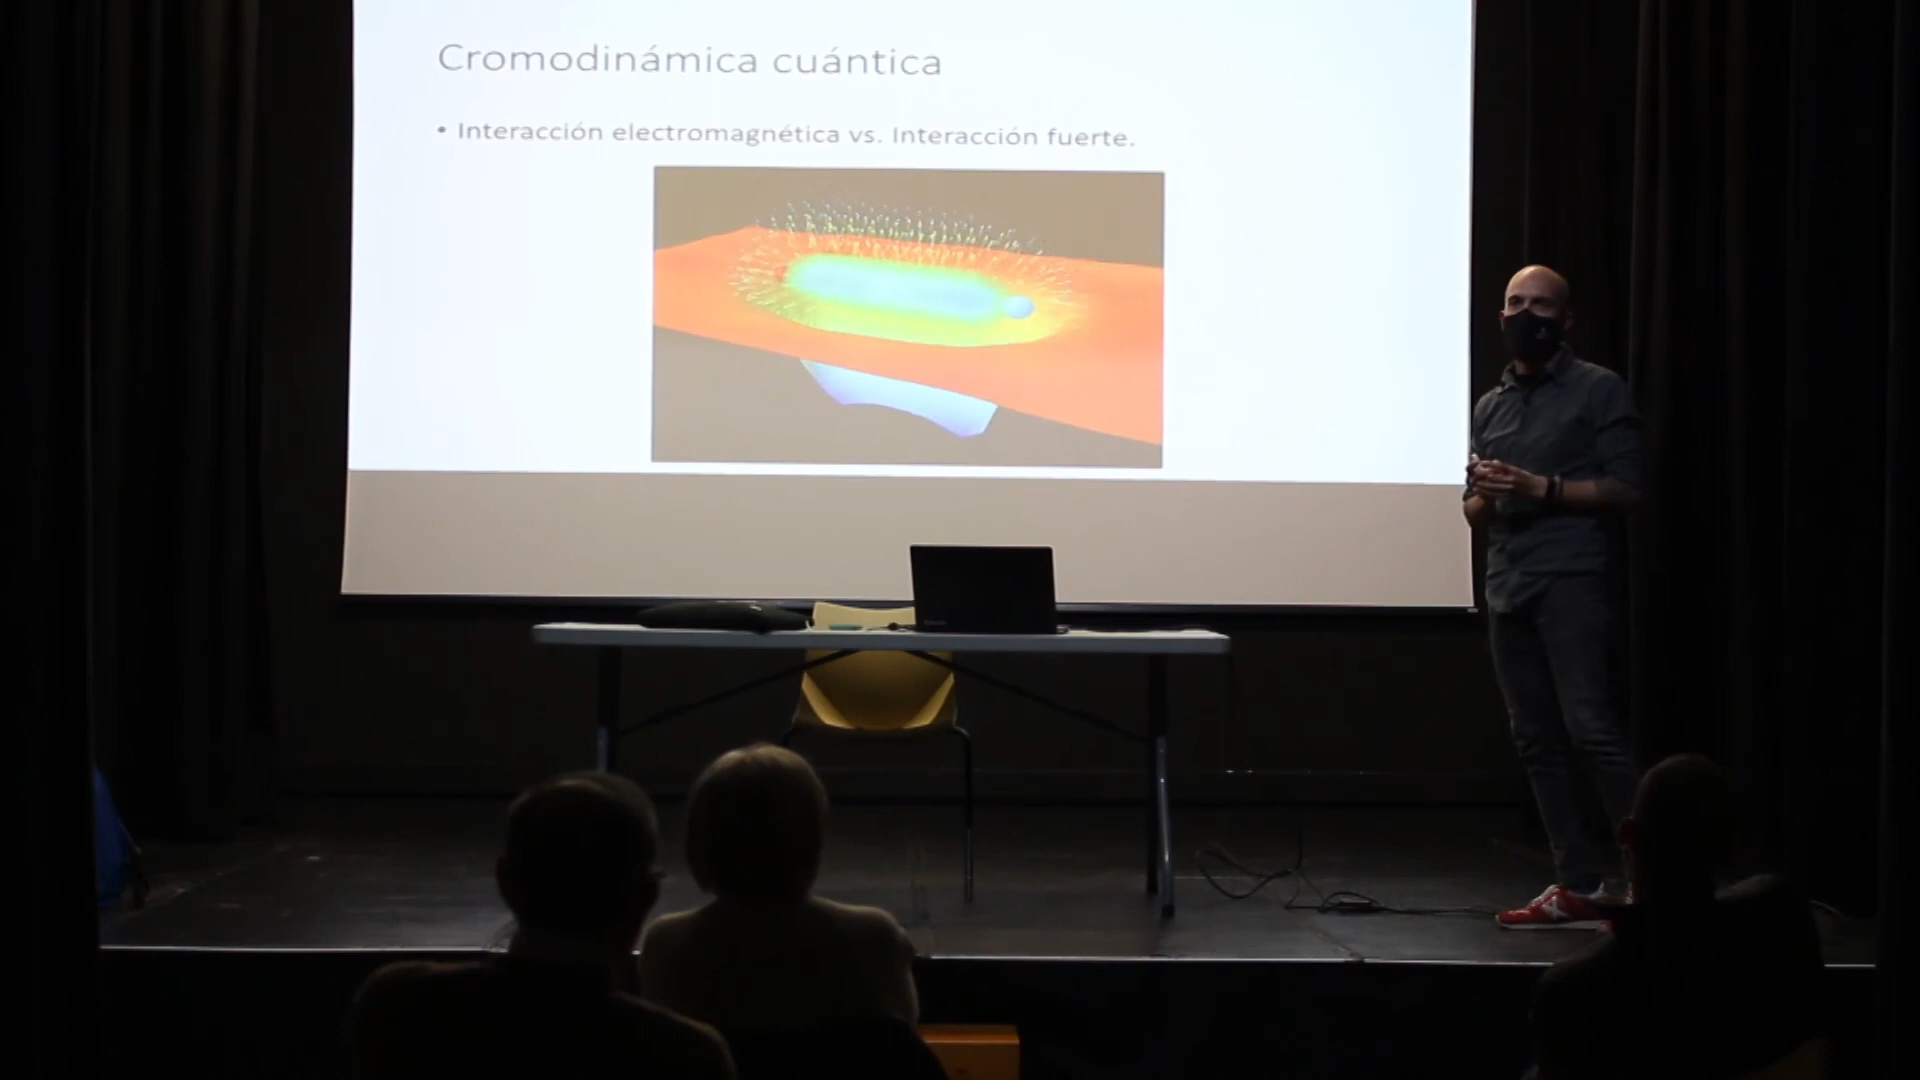 Cromodinámica cuántica
• Interacción electromagnética vs. Interacción fuerte.